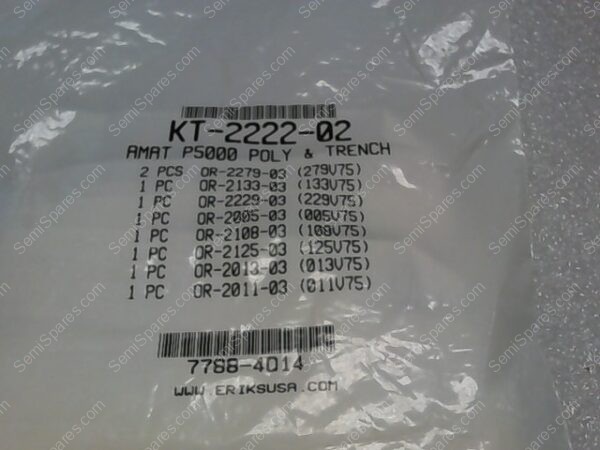 KT-2222-02
AMAT P5000 POLY & TRENCH
2 PCS OR-2279-03 (279V75)
1 PC OR-2133-03 (133V75)
1 PC OR-2229-03 (229V75)
1 PC OR-2005-03 (005V75)
1 PC OR-2108-03 (108V75)
1 PC OR-2125-03 (125V75)
1 PC OR-2013-03 (013V75)
1 PC OR-2011-03 (011V75)
7788-4014
WWW.ERIKSUSA.COM
SemiSpares.com